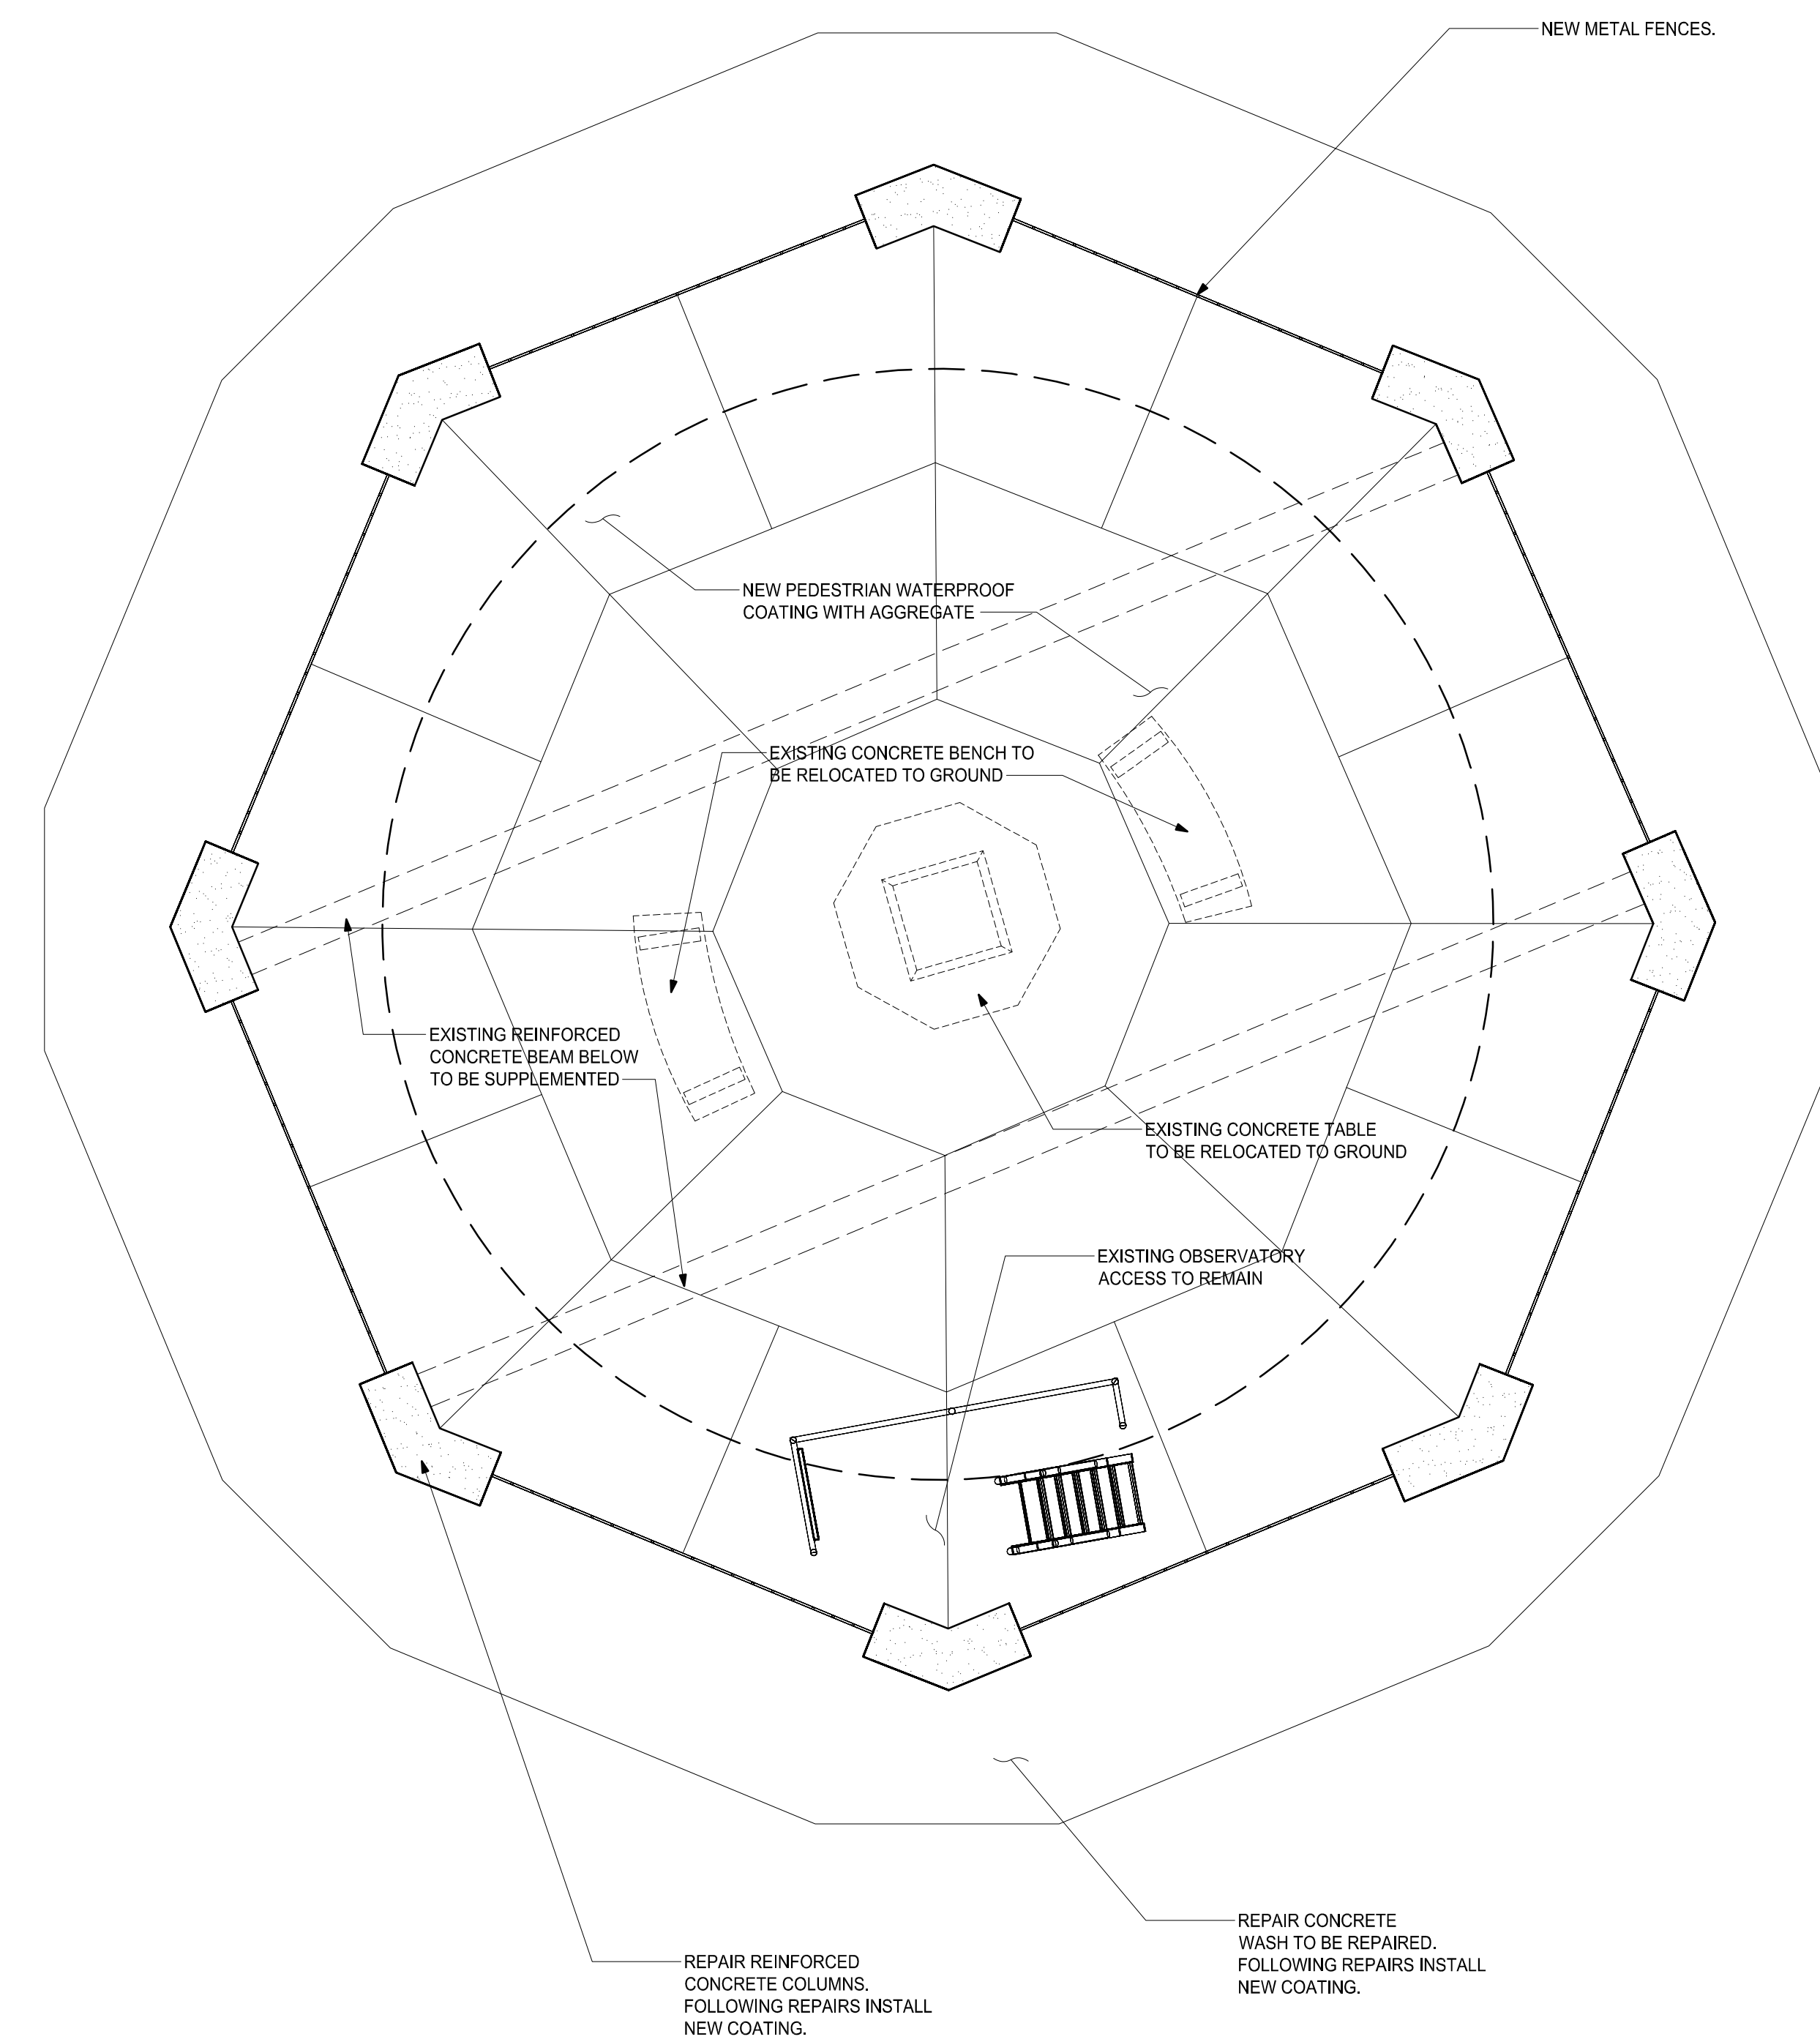 NEW METAL FENCES.
NEW PEDESTRIAN WATERPROOF
COATING WITH AGGREGATE
EXISTING CONCRETE BENCH TO
BE RELOCATED TO GROUND
EXISTING REINFORCED
CONCRETE BEAM BELOW
TO BE SUPPLEMENTED
EXISTING CONCRETE TABLE
TO BE RELOCATED TO GROUND
EXISTING OBSERVATORY
ACCESS TO REMAIN
REPAIR CONCRETE
WASH TO BE REPAIRED.
FOLLOWING REPAIRS INSTALL
NEW COATING.
REPAIR REINFORCED
CONCRETE COLUMNS.
FOLLOWING REPAIRS INSTALL
NEW COATING.